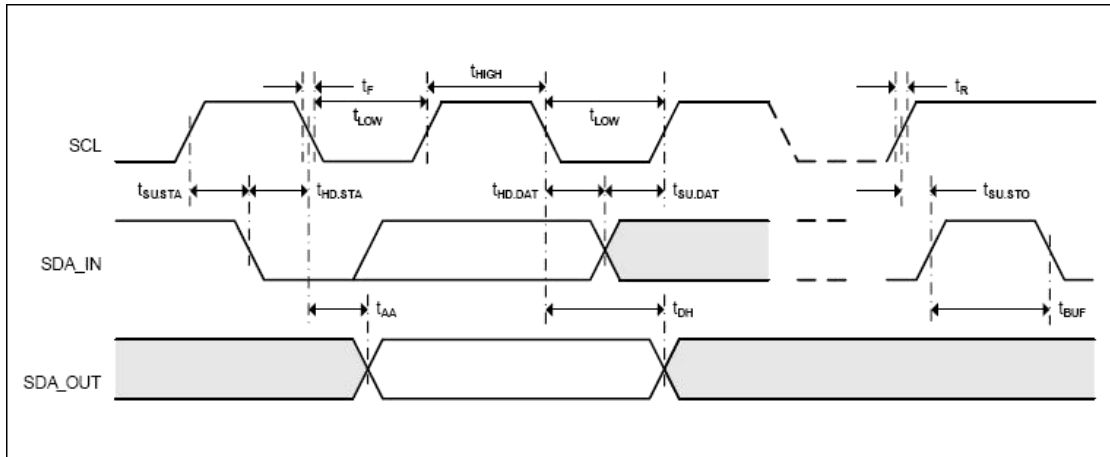 tHIGH
tF
tR
tLOW
tLOW
SCL
tSU.STA
tHD.STA
tHD.DAT
tSU.DAT
tSU.STO
SDA_IN
tAA
tDH
tBUF
SDA_OUT